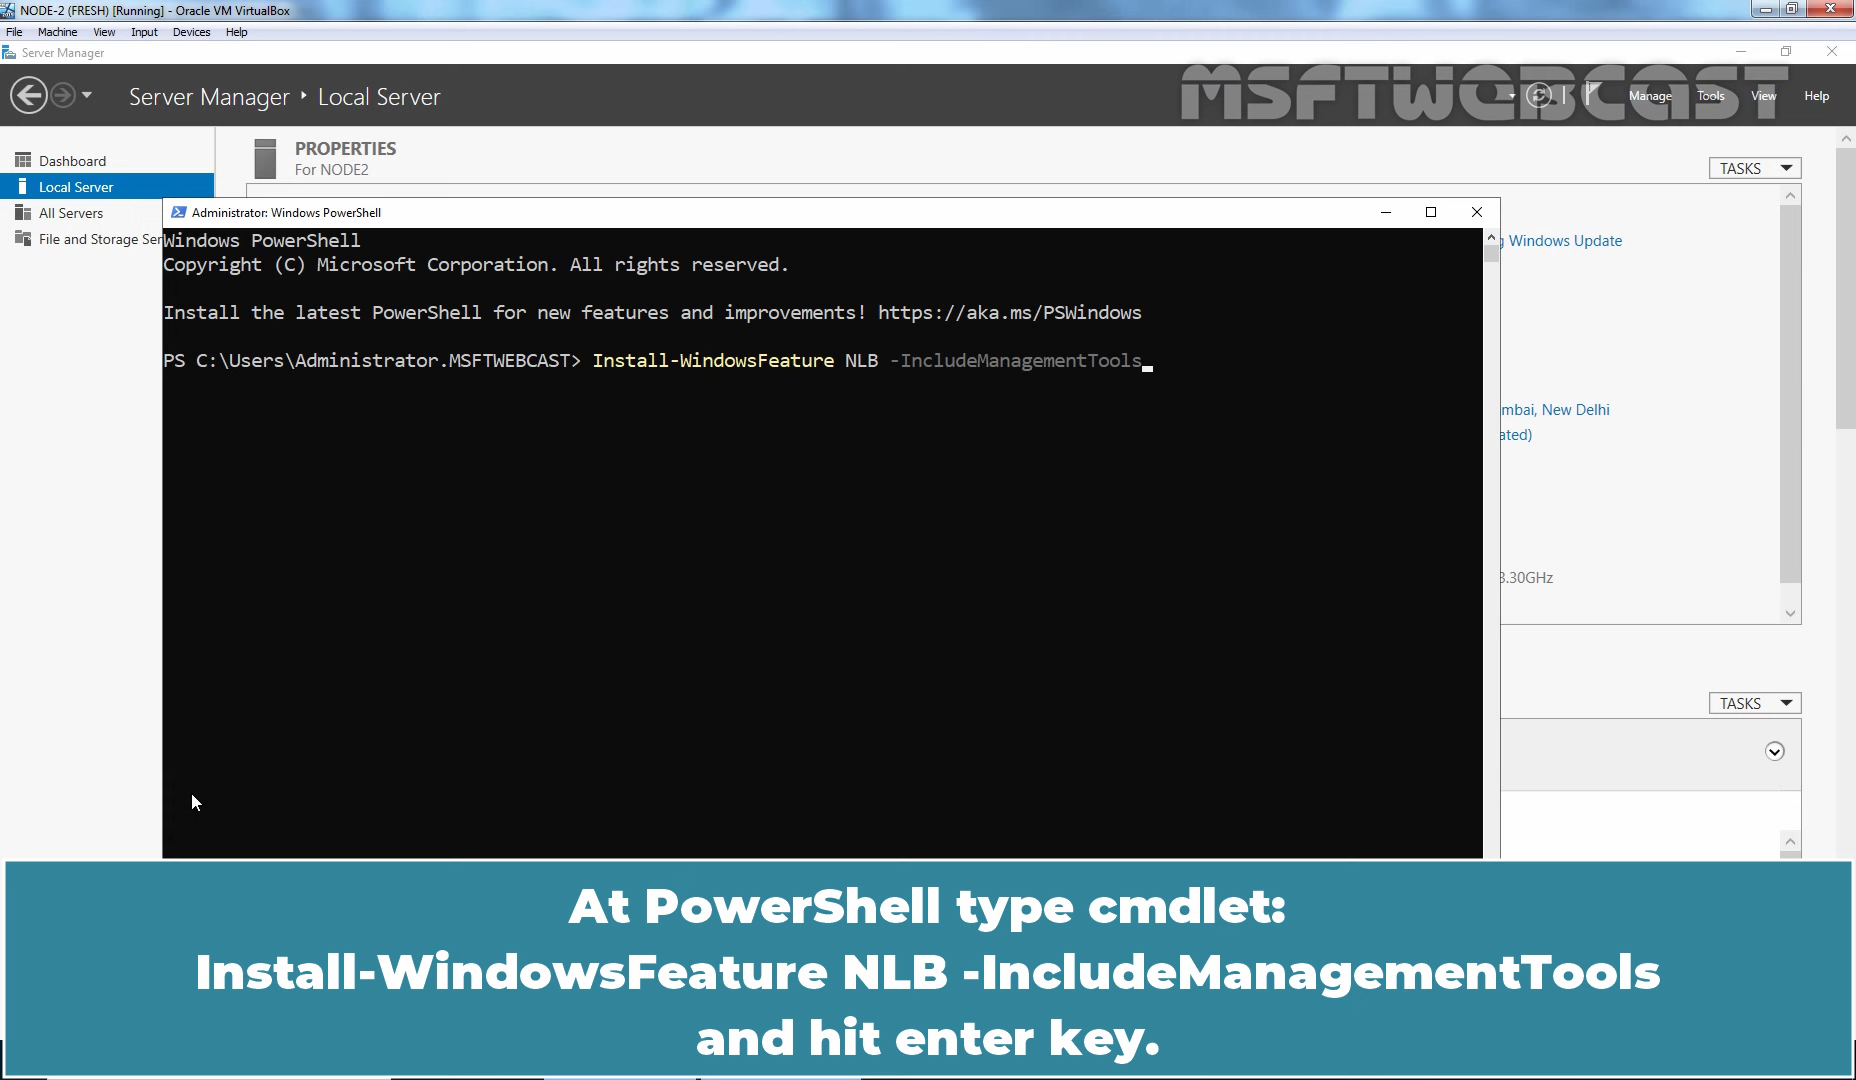 NODE-2 (FRESH) [Running] - Oracle VM VirtualBox
File Machine View Input Devices Help
Server Manager
Server Manager Local Server
MSFTWEBCAST
Manage Tools View Help
Dashboard
Local Server
All Servers
File and Storage Ser
PROPERTIES
For NODE2
TASKS
Administrator: Windows PowerShell
Windows PowerShell
Copyright (C) Microsoft Corporation. All rights reserved.
Install the latest PowerShell for new features and improvements! https://aka.ms/PSWindows
PS C:\Users\Administrator.MSFTWEBCAST> Install-WindowsFeature NLB -IncludeManagementTools
Windows Update
mbai, New Delhi
ated)
3.30GHz
TASKS
At PowerShell type cmdlet:
Install-WindowsFeature NLB -IncludeManagementTools
and hit enter key.